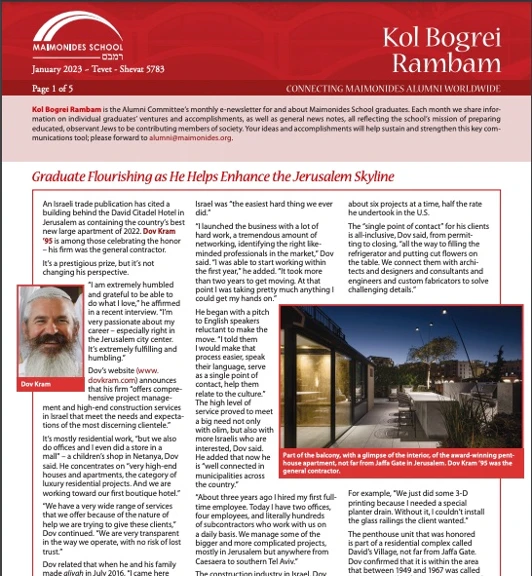 MAIMONIDES SCHOOL
רמב"ם
Kol Bogrei
Rambam
January 2023 – Tevet - Shevat 5783
Page 1 of 5
CONNECTING MAIMONIDES ALUMNI WORLDWIDE
Kol Bogrei Rambam is the Alumni Committee's monthly e-newsletter for and about Maimonides School graduates. Each month we share infor-
mation on individual graduates' ventures and accomplishments, as well as general news notes, all reflecting the school's mission of preparing
educated, observant Jews to be contributing members of society. Your ideas and accomplishments will help sustain and strengthen this key com-
munications tool; please forward to alumni@maimonides.org.
Graduate Flourishing as He Helps Enhance the Jerusalem Skyline
An Israeli trade publication has cited a
building behind the David Citadel Hotel in
Jerusalem as containing the country's best
new large apartment of 2022. Dov Kram
'95 is among those celebrating the honor
– his firm was the general contractor.
It's a prestigious prize, but it's not
changing his perspective.
"I am extremely humbled
and grateful to be able to
do what I love," he affirmed
in a recent interview. "I'm
very passionate about my
career – especially right in
the Jerusalem city center.
It's extremely fulfilling and
humbling."
Dov Kram
Dov's website (www.
dovkram.com) announces
that his firm "offers compre-
hensive project manage-
ment and high-end construction services
in Israel that meet the needs and expecta-
tions of the most discerning clientele."
It's mostly residential work, "but we also
do offices and I even did a store in a
mall" – a children's shop in Netanya, Dov
said. He concentrates on "very high-end
houses and apartments, the category of
luxury residential projects. And we are
working toward our first boutique hotel."
"We have a very wide range of services
that we offer because of the nature of
help we are trying to give these clients,"
Dov continued. "We are very transparent
in the way we operate, with no risk of lost
trust."
Dov related that when he and his family
made aliyah in July 2016, "I came here
Israel was "the easiest hard thing we ever
did."
"I launched the business with a lot of
hard work, a tremendous amount of
networking, identifying the right like-
minded professionals in the market," Dov
said. "I was able to start working within
the first year," he added. "It took more
than two years to get moving. At that
point I was taking pretty much anything I
could get my hands on."
He began with a pitch
to English speakers
reluctant to make the
move. "I told them
I would make that
process easier, speak
their language, serve
as a single point of
contact, help them
relate to the culture."
The high level of
service proved to meet
a big need not only
with olim, but also with
more Israelis who are
interested, Dov said.
He added that now he
is "well connected in
municipalities across
the country."
"About three years ago I hired my first full-
time employee. Today I have two offices,
four employees, and literally hundreds
of subcontractors who work with us on
a daily basis. We manage some of the
bigger and more complicated projects,
mostly in Jerusalem but anywhere from
Caesaera to southern Tel Aviv."
The construction industry in Israel, Dov
about six projects at a time, half the rate
he undertook in the U.S.
The "single point of contact" for his clients
is all-inclusive, Dov said, from permit-
ting to closing, "all the way to filling the
refrigerator and putting cut flowers on
the table. We connect them with archi-
tects and designers and consultants and
engineers and custom fabricators to solve
challenging details."
Part of the balcony, with a glimpse of the interior, of the award-winning pent-
house apartment, not far from Jaffa Gate in Jerusalem. Dov Kram '95 was the
general contractor.
For example, "We just did some 3-D
printing because I needed a special
planter drain. Without it, I couldn't install
the glass railings the client wanted."
The penthouse unit that was honored
is part of a residential complex called
David's Village, not far from Jaffa Gate.
Dov confirmed that it is within the area
that between 1949 and 1967 was called